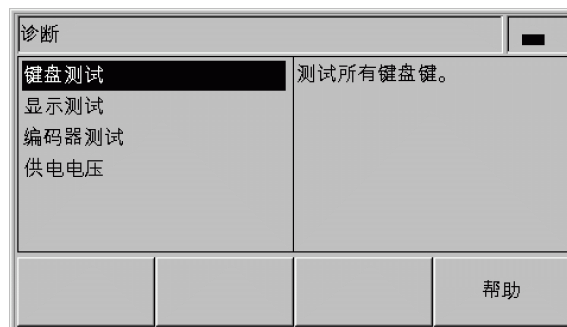 诊断
键盘测试
测试所有键盘键。
显示测试
编码器测试
供电电压
帮助